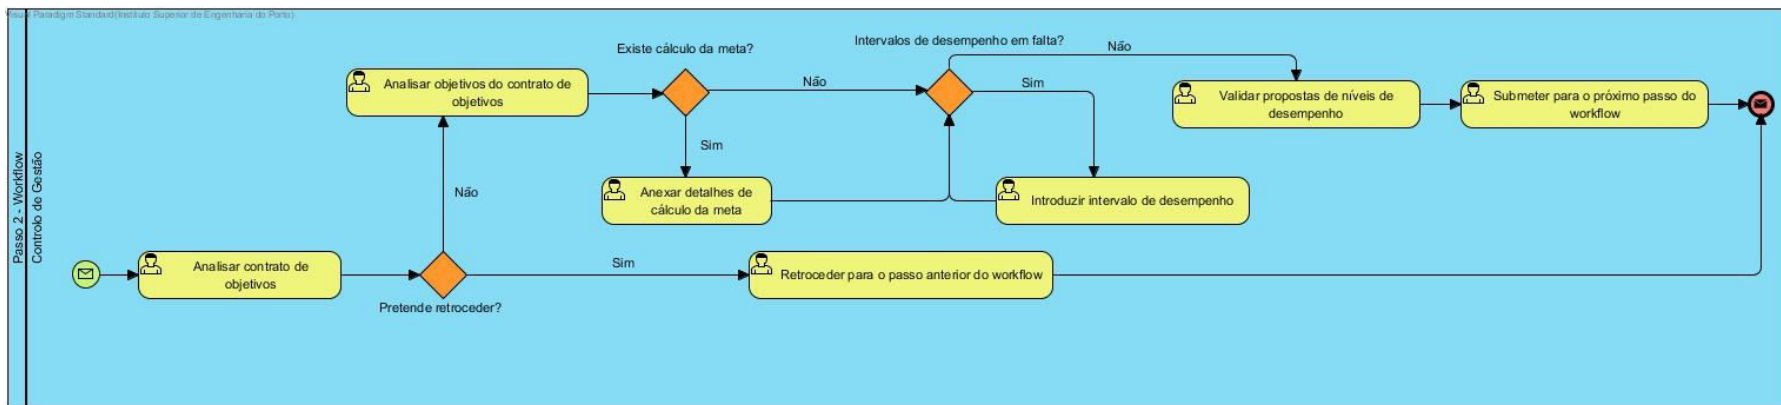 Visual Paradigm Standard(Instituto Superior de Engenharia do Porto)
Passo 2 - Workflow
Controlo de Gestão
Existe cálculo da meta?
Intervalos de desempenho em falta?
Não
Analisar objetivos do contrato de
objetivos
Não
Sim
Validar propostas de níveis de
desempenho
Submeter para o próximo passo do
workflow
Sim
Não
Anexar detalhes de
cálculo da meta
Introduzir intervalo de desempenho
Analisar contrato de
objetivos
Sim
Retroceder para o passo anterior do workflow
Pretende retroceder?